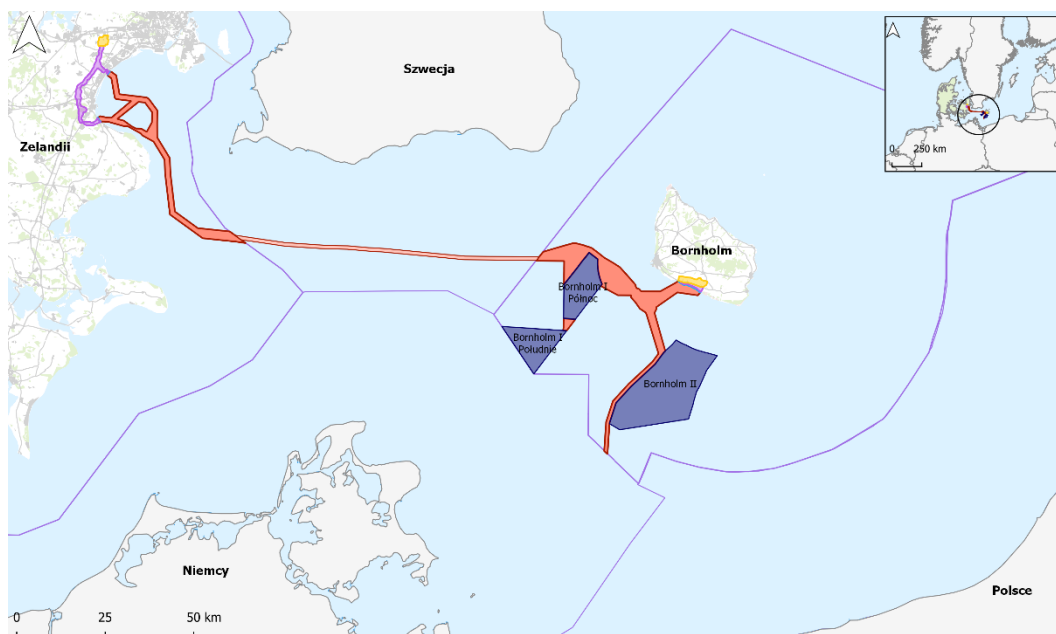 Szwecja
0 250 km
Zelandii
Bornholm
Bornholm I
Północ
Bornholm I
Południe
Bornholm II
Niemcy
Polsce
0 25 50 km